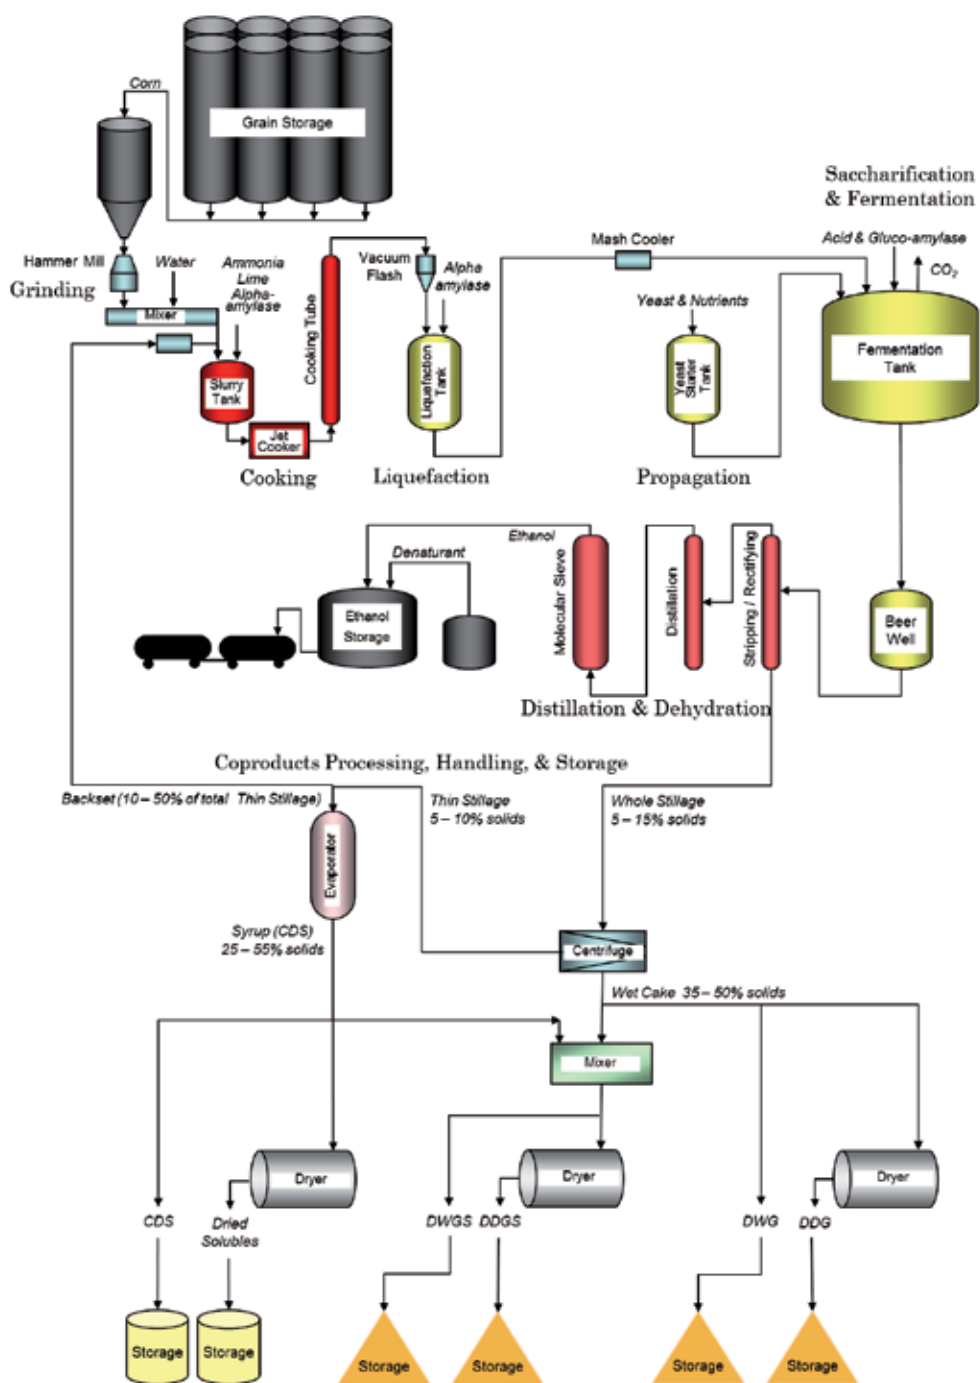 Corn
Grain Storage
Saccharification
& Fermentation
Hammer Mill
Grinding
Water
Ammonia
Lime
Alpha-
amylase
Mixer
Slurry
Tank
Jet
Cooker
Cooking
Cooking Tube
Vacuum
Flash
Alpha
amylase
Liquefaction
Tank
Liquefaction
Mash Cooler
Yeast & Nutrients
Yeast
Starter
Tank
Propagation
Acid & Gluco-amylase
CO2
Fermentation
Tank
Ethanol
Denaturant
Ethanol
Storage
Molecular Sieve
Distillation
Stripping / Rectifying
Beer
Well
Distillation & Dehydration
Coproducts Processing, Handling, & Storage
Backset (10 – 50% of total Thin Stillage)
Thin Stillage
5 – 10% solids
Whole Stillage
5 – 15% solids
Evaporator
Syrup (CDS)
25 – 55% solids
Centrifuge
Wet Cake 35 – 50% solids
Mixer
Dryer
Dryer
Dryer
CDS
Dried
Solubles
DWGS
DDGS
DWG
DDG
Storage
Storage
Storage
Storage
Storage
Storage